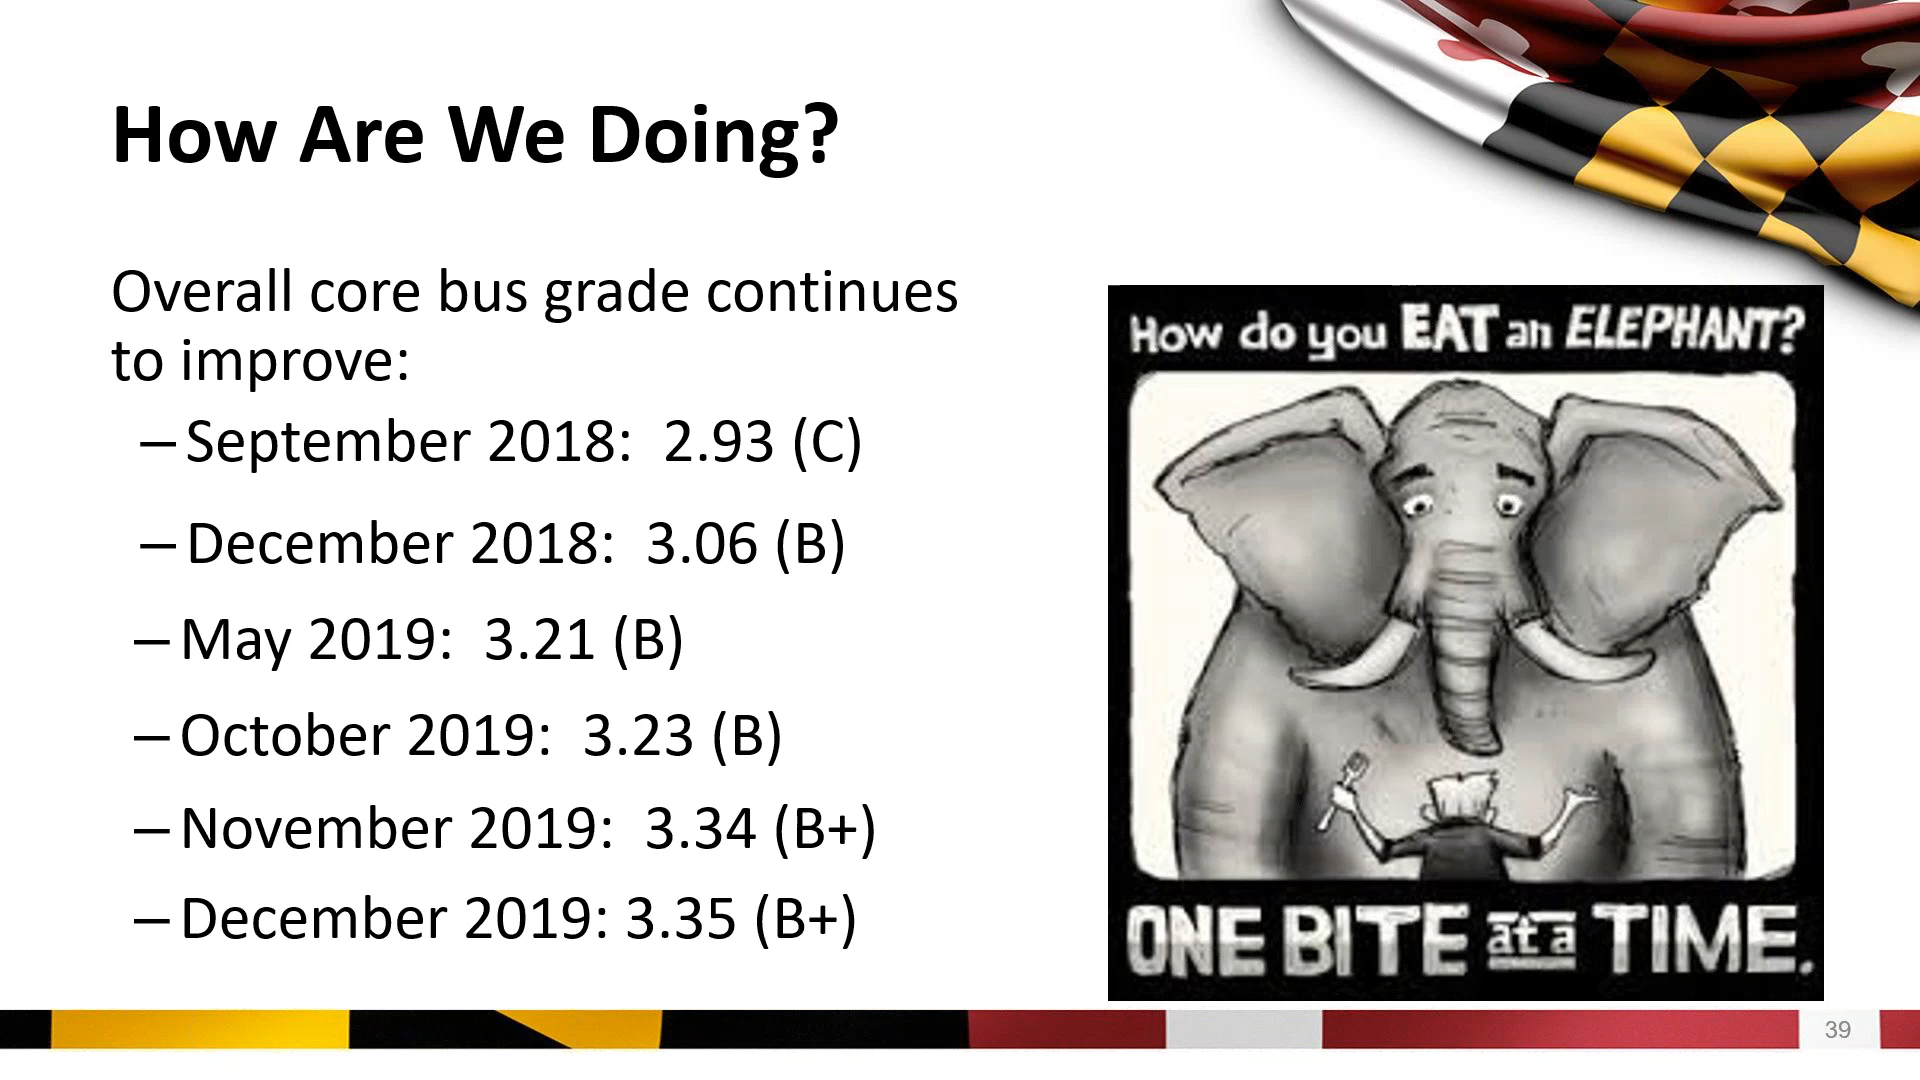 How Are We Doing?
Overall core bus grade continues
to improve:
– September 2018:  2.93 (C)
– December 2018:  3.06 (B)
– May 2019:  3.21 (B)
– October 2019:  3.23 (B)
– November 2019:  3.34 (B+)
– December 2019: 3.35 (B+)
How do you EAT an ELEPHANT?
ONE BITE at a TIME.
39